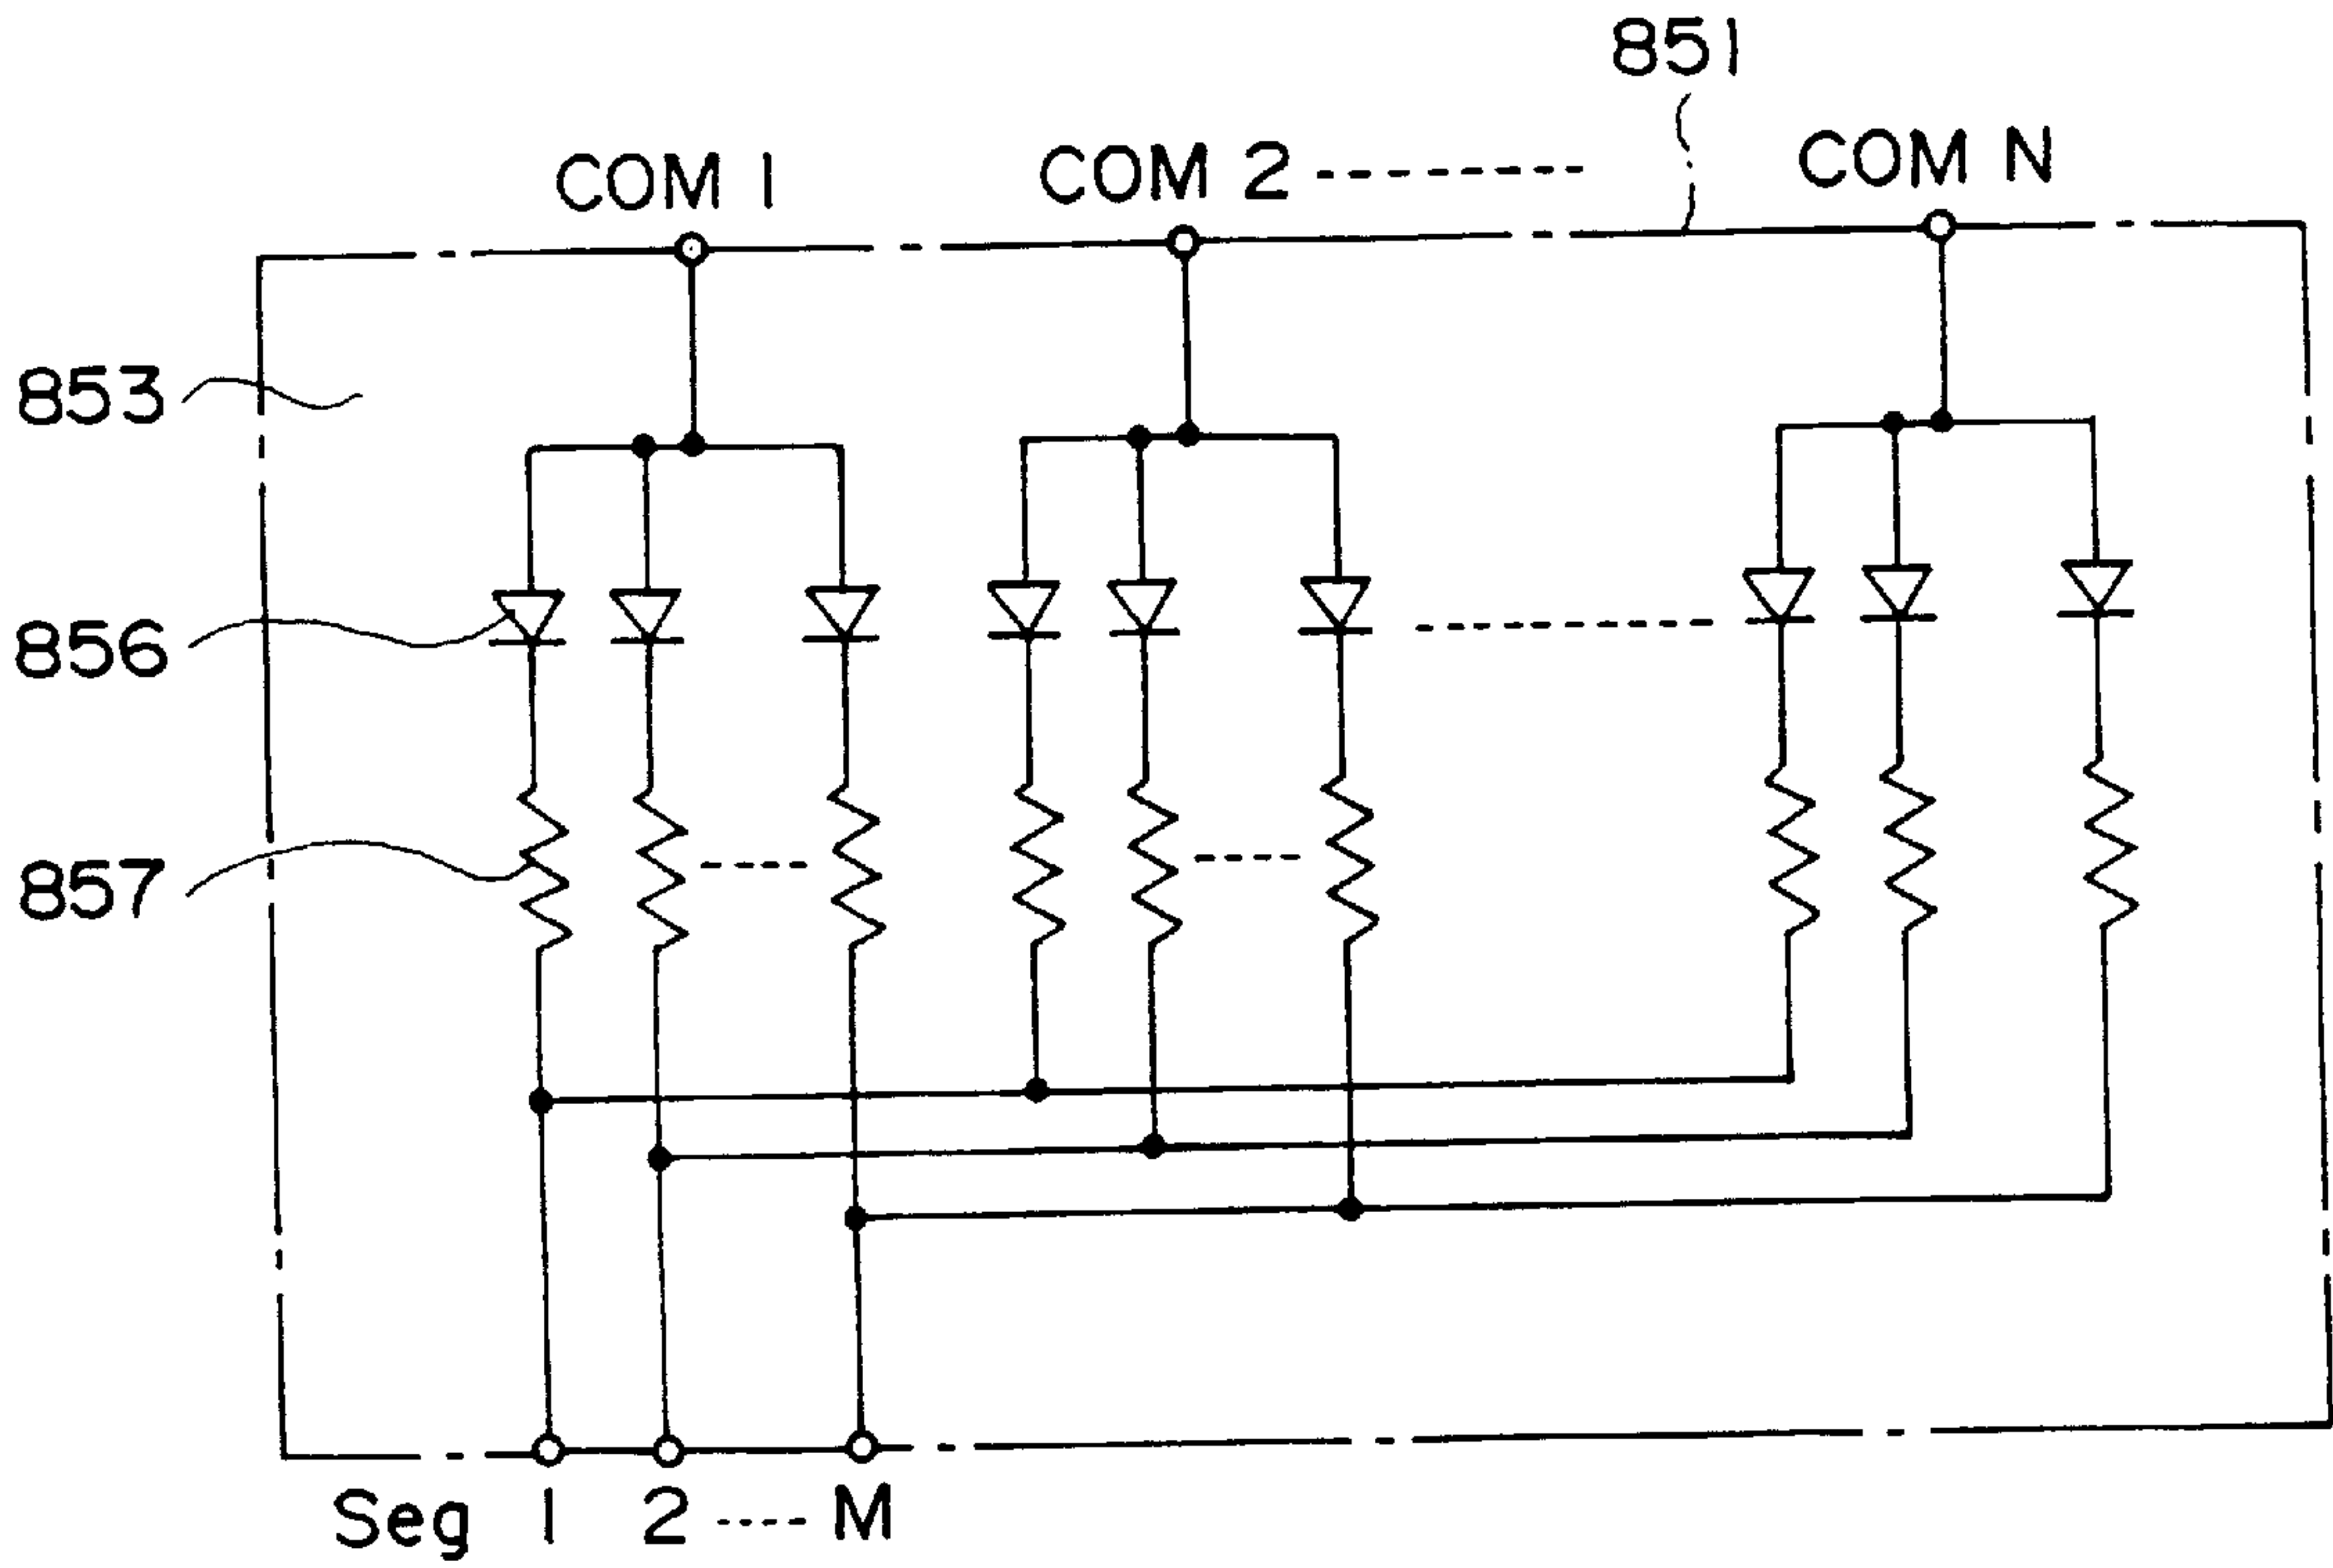 851
COM 1 COM 2 --------- COM N
853
856
857
Seg 1 2 ---- M